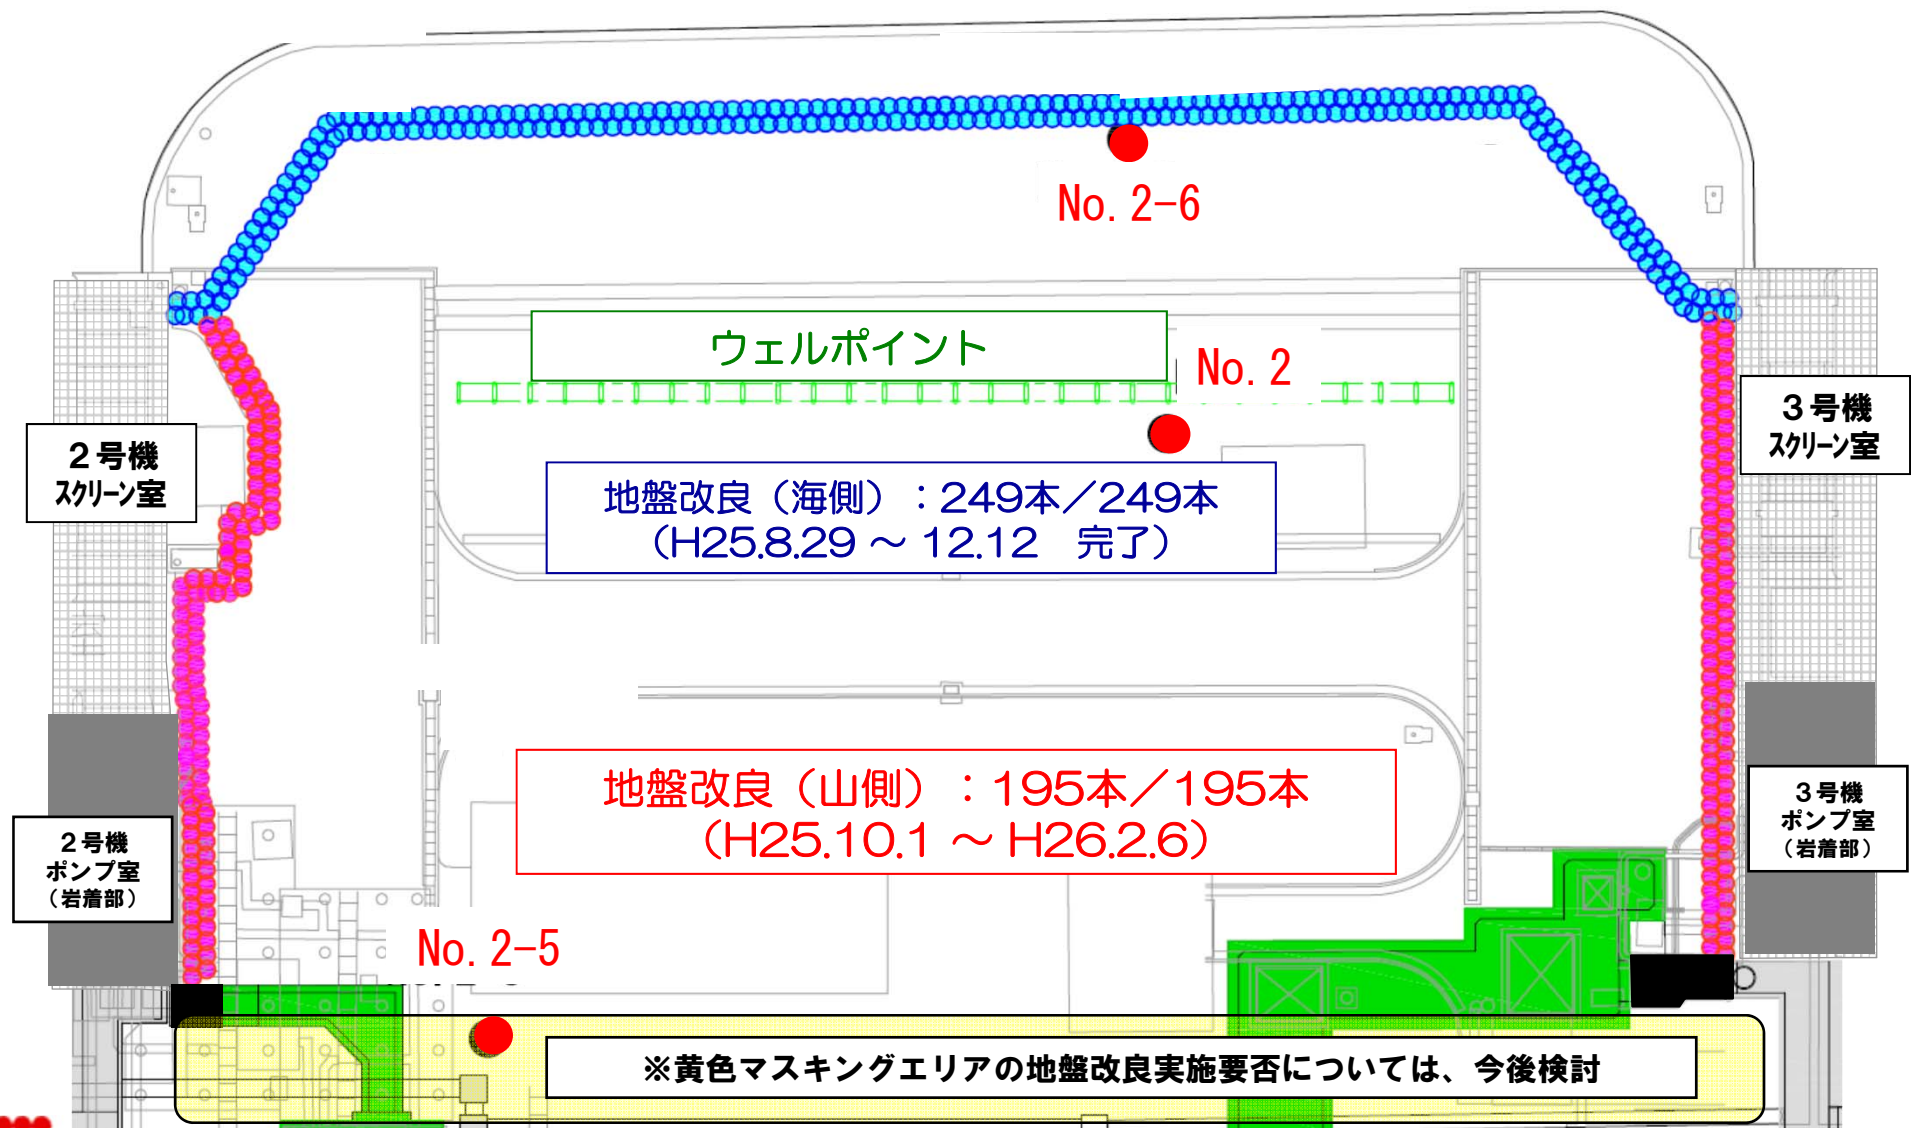 No. 2-6
ウェルポイント
No. 2
2号機
スクリーン室
3号機
スクリーン室
地盤改良（海側）：249本／249本
（H25.8.29 ～ 12.12　完了）
地盤改良（山側）：195本／195本
（H25.10.1 ～ H26.2.6）
2号機
ポンプ室
（岩着部）
3号機
ポンプ室
（岩着部）
No. 2-5
※黄色マスキングエリアの地盤改良実施要否については、今後検討